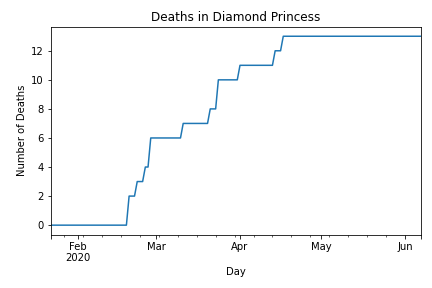 Deaths in Diamond Princess
12
10
8
6
4
2
0
Number of Deaths
Feb
2020
Mar
Apr
May
Jun
Day